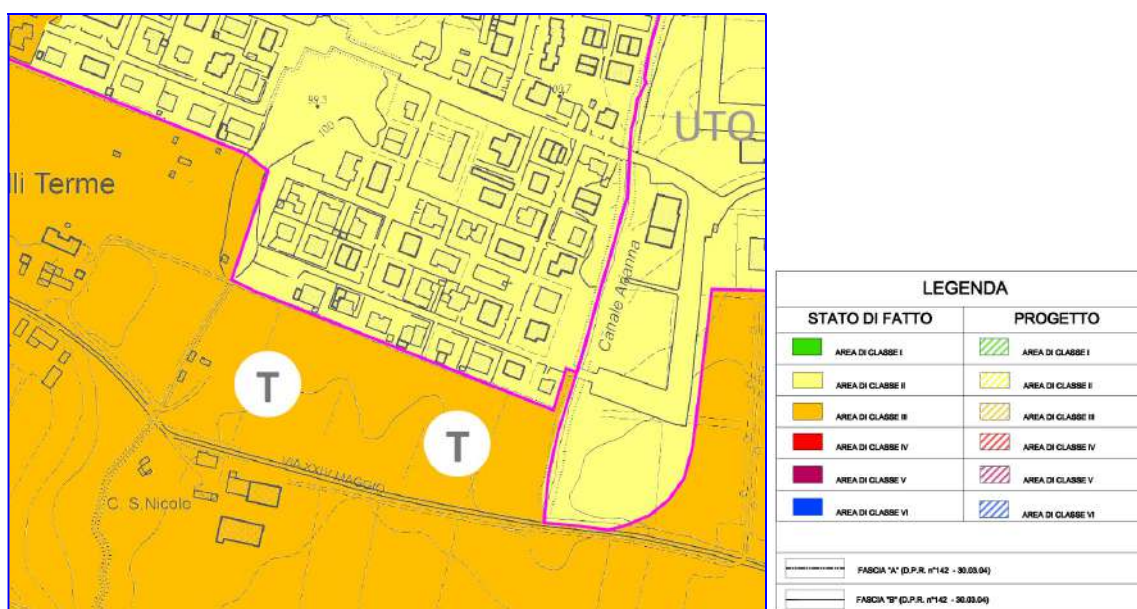 99.3
100
100.7
UTO
lli Terme
Canale Arianna
T
T
VIA XXIV MAGGIO
C. S.Nicolo
LEGENDA
STATO DI FATTO PROGETTO
AREA DI CLASSE I AREA DI CLASSE I
AREA DI CLASSE II AREA DI CLASSE II
AREA DI CLASSE III AREA DI CLASSE III
AREA DI CLASSE IV AREA DI CLASSE IV
AREA DI CLASSE V AREA DI CLASSE V
AREA DI CLASSE VI AREA DI CLASSE VI
FASCIA "A" (D.P.R. n°142 - 30.03.04)
FASCIA "B" (D.P.R. n°142 - 30.03.04)